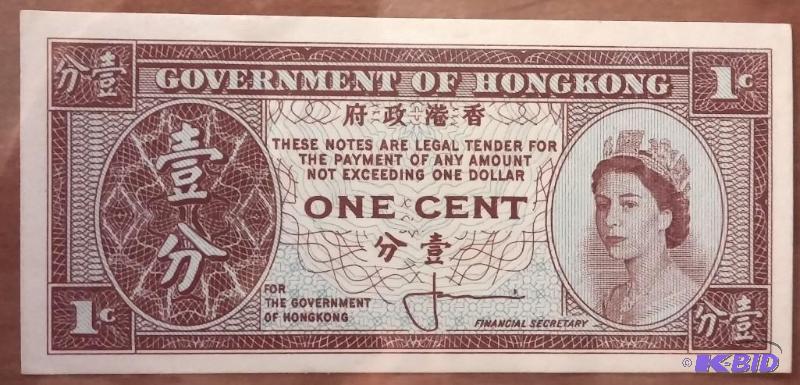 分壹
GOVERNMENT OF HONGKONG
1C
府政港香
THESE NOTES ARE LEGAL TENDER FOR
THE PAYMENT OF ANY AMOUNT
NOT EXCEEDING ONE DOLLAR
壹
分
ONE CENT
分壹
FOR
THE GOVERNMENT
OF HONGKONG
FINANCIAL SECRETARY
1C
分壹
© K-BID